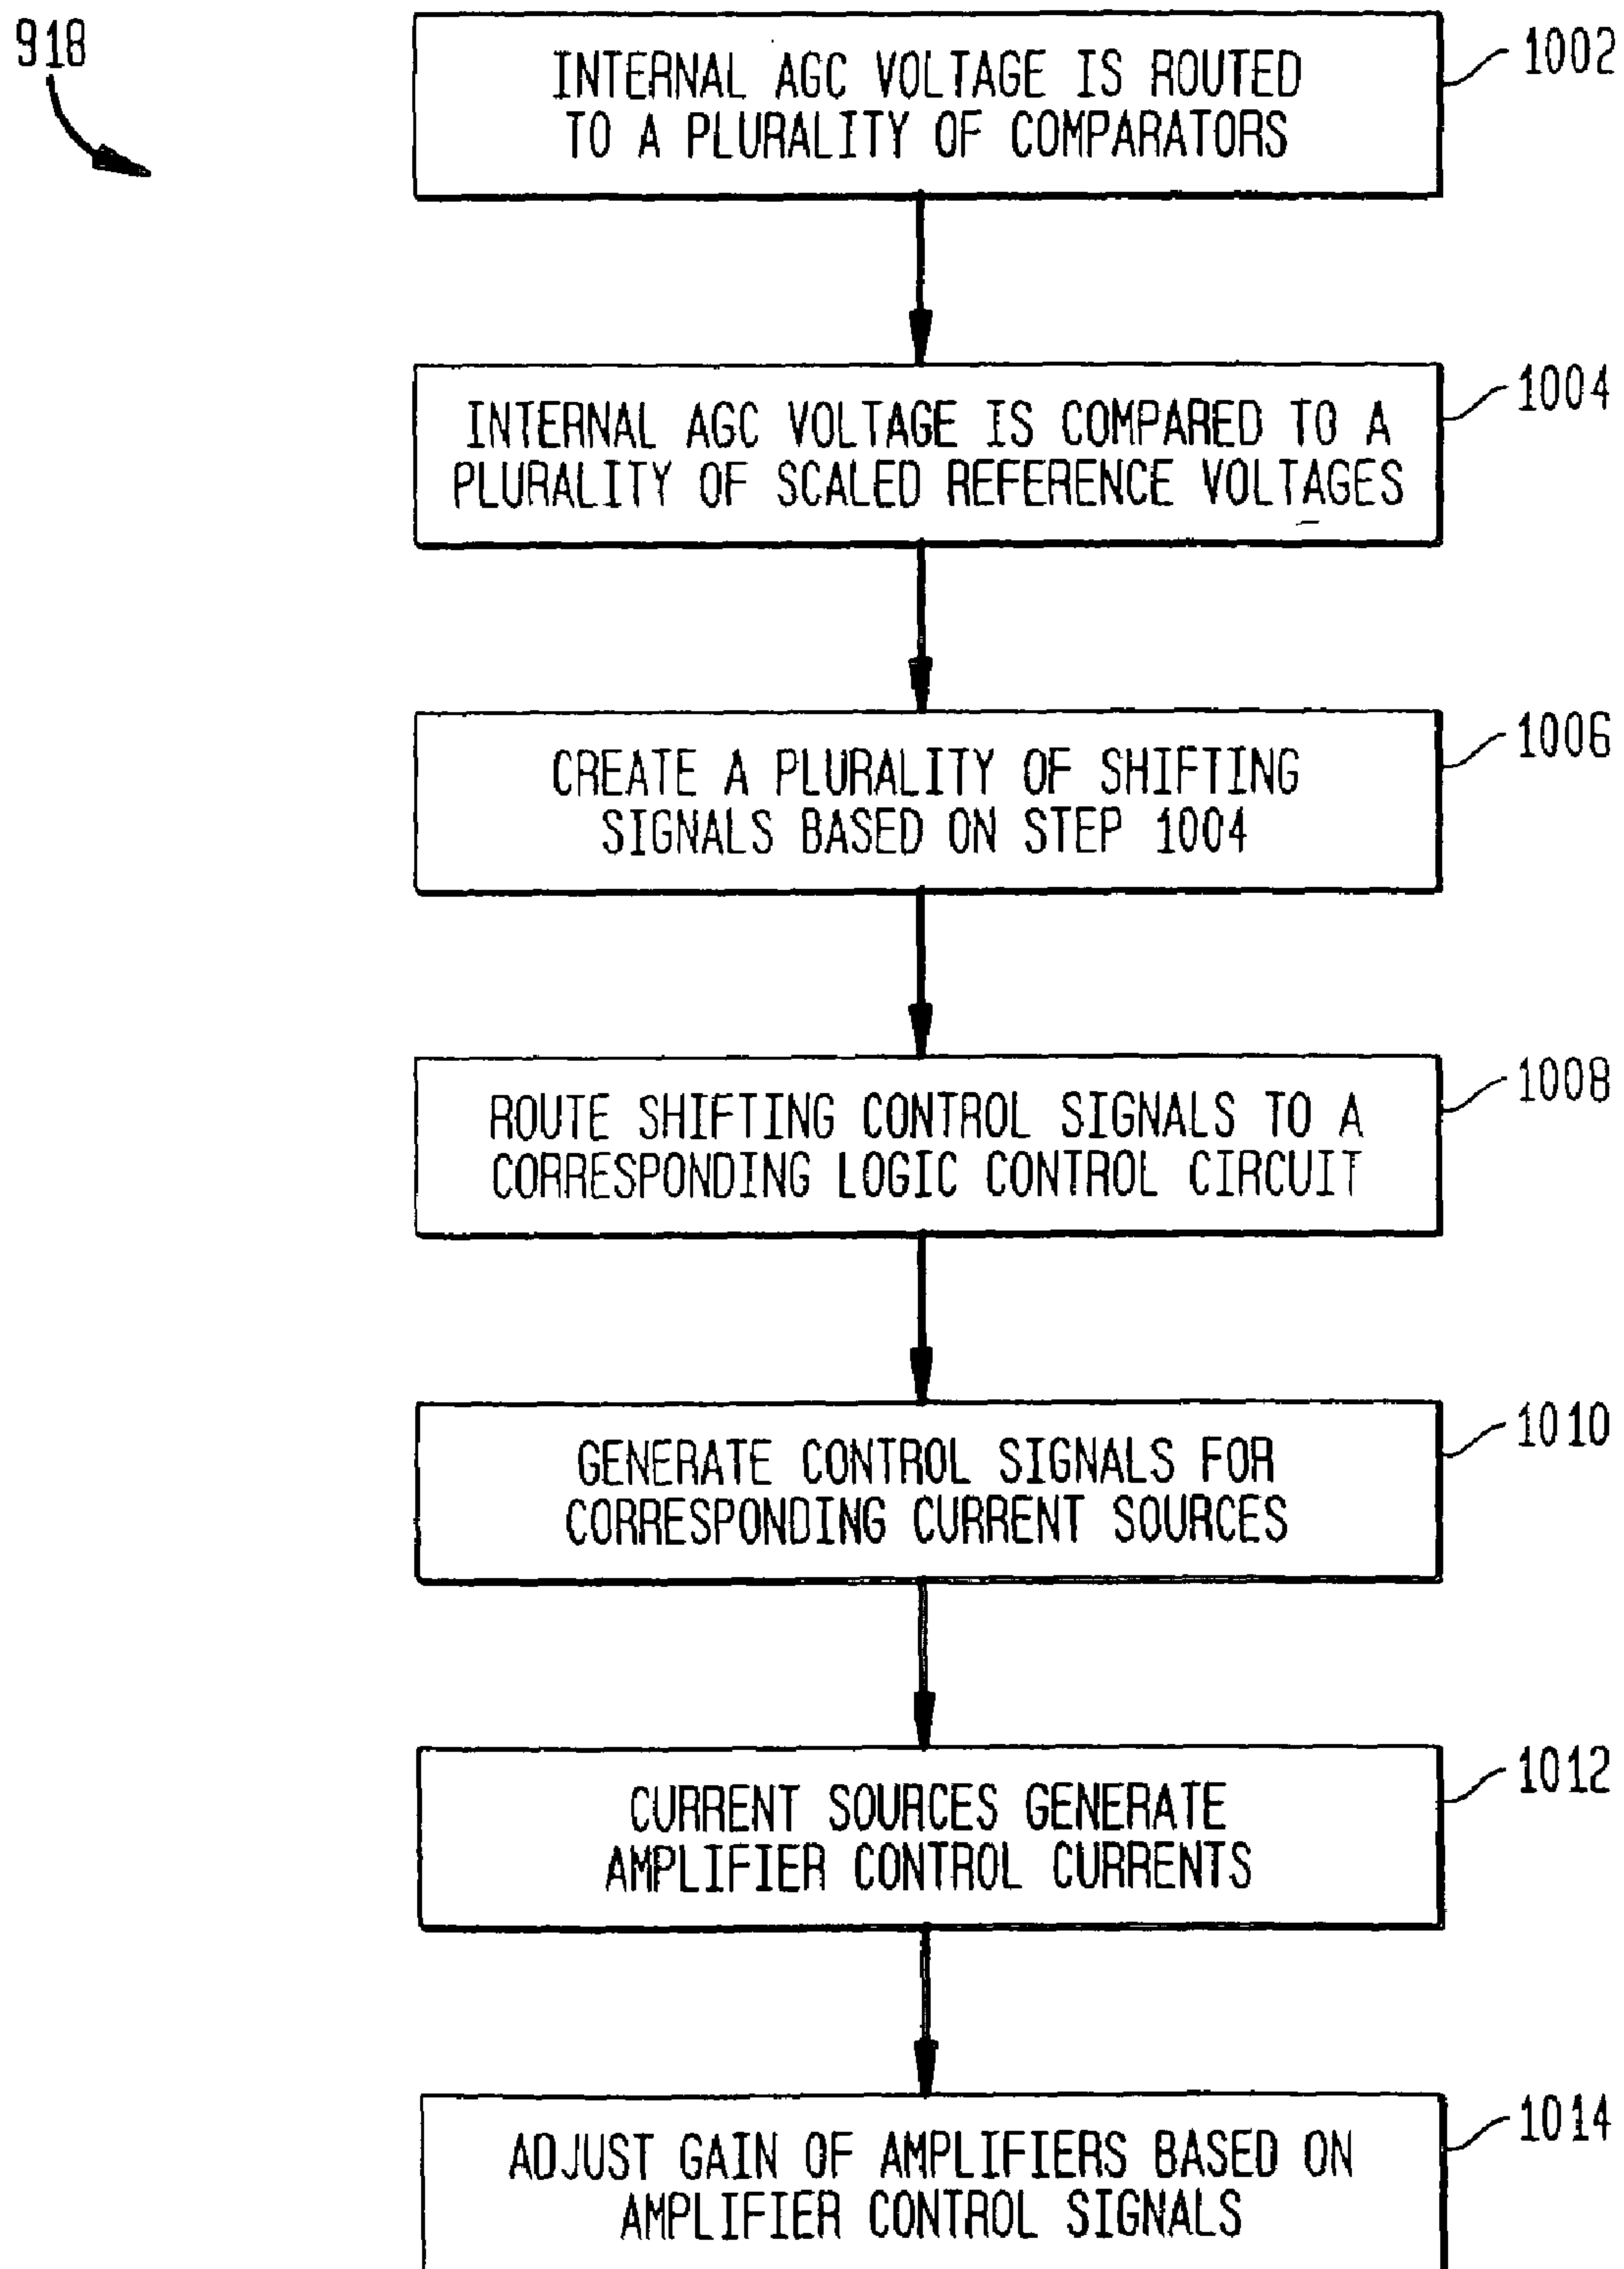 918
INTERNAL AGC VOLTAGE IS ROUTED
TO A PLURALITY OF COMPARATORS
1002
INTERNAL AGC VOLTAGE IS COMPARED TO A
PLURALITY OF SCALED REFERENCE VOLTAGES
1004
CREATE A PLURALITY OF SHIFTING
SIGNALS BASED ON STEP 1004
1006
ROUTE SHIFTING CONTROL SIGNALS TO A
CORRESPONDING LOGIC CONTROL CIRCUIT
1008
GENERATE CONTROL SIGNALS FOR
CORRESPONDING CURRENT SOURCES
1010
CURRENT SOURCES GENERATE
AMPLIFIER CONTROL CURRENTS
1012
ADJUST GAIN OF AMPLIFIERS BASED ON
AMPLIFIER CONTROL SIGNALS
1014